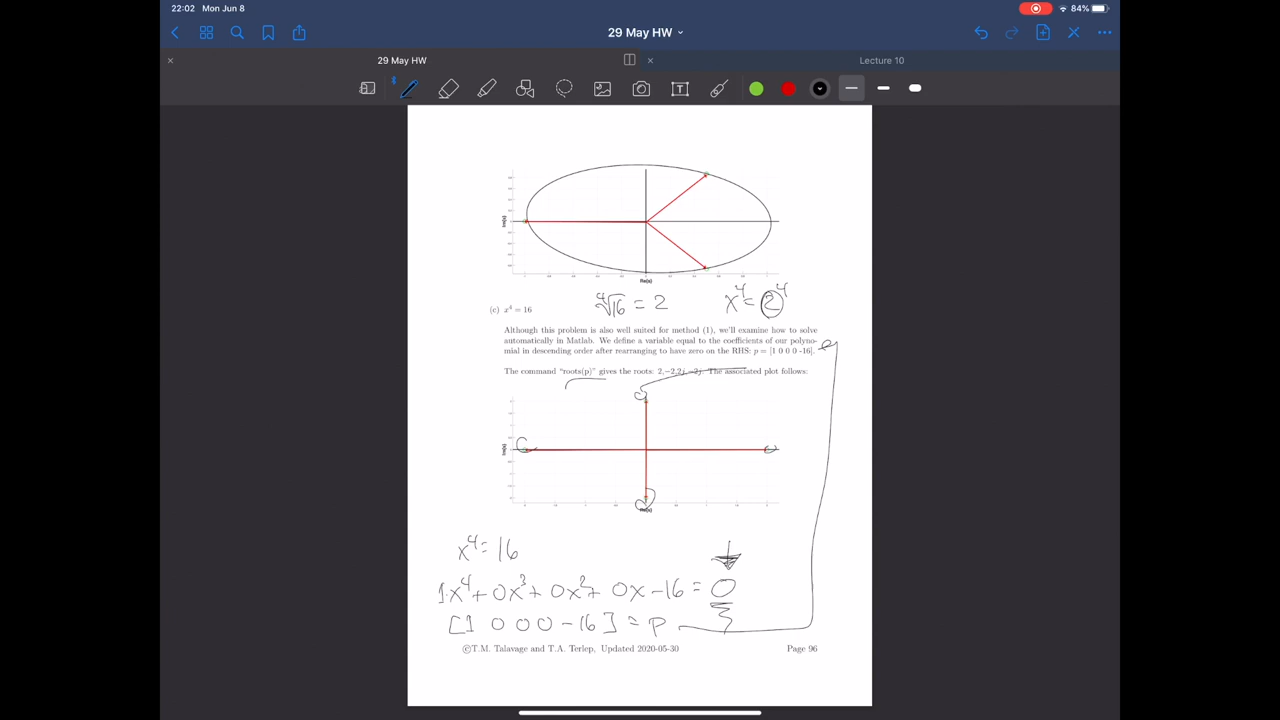 22:02 Mon Jun 8
84%
29 May HW
29 May HW
Lecture 10
T
Im(s)
Re(s)
(c) x⁴ = 16
∜16 = 2
x⁴ = 2⁴
Although this problem is also well suited for method (1), we'll examine how to solve
automatically in Matlab. We define a variable equal to the coefficients of our polyno-
mial in descending order after rearranging to have zero on the RHS: p = [1 0 0 0 -16].
The command "roots(p)" gives the roots: 2,−2,2j,−2j. The associated plot follows:
Im(s)
Re(s)
x⁴ = 16
1·x⁴ + 0x³ + 0x² + 0x − 16 = 0
[1 0 0 0 −16] = p
©T.M. Talavage and T.A. Terlep, Updated 2020-05-30
Page 96